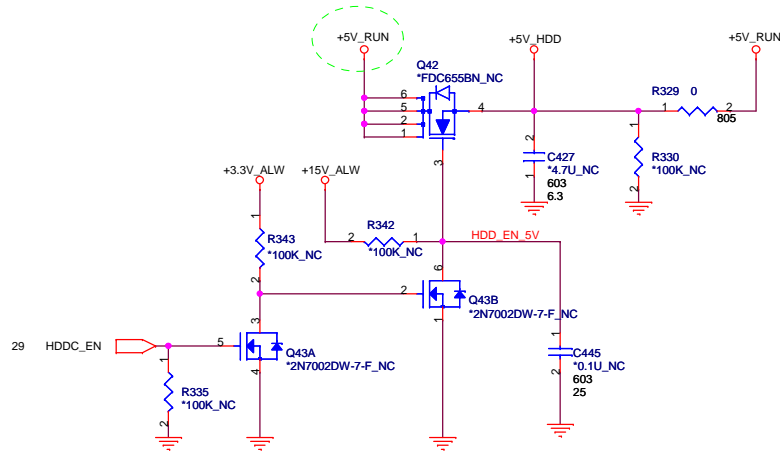 +5V_RUN
+5V_HDD
+5V_RUN
Q42
*FDC655BN_NC
R329 0
6
5
2
1
4
1
2
805
3
2
C427
*4.7U_NC
1
603
6.3
1
R330
*100K_NC
2
+3.3V_ALW
+15V_ALW
1
R343
*100K_NC
2
R342
2
1
*100K_NC
HDD_EN_5V
6
2
Q43B
*2N7002DW-7-F_NC
1
3
29 HDDC_EN
5
Q43A
*2N7002DW-7-F_NC
4
1
R335
*100K_NC
2
1
C445
*0.1U_NC
2
603
25